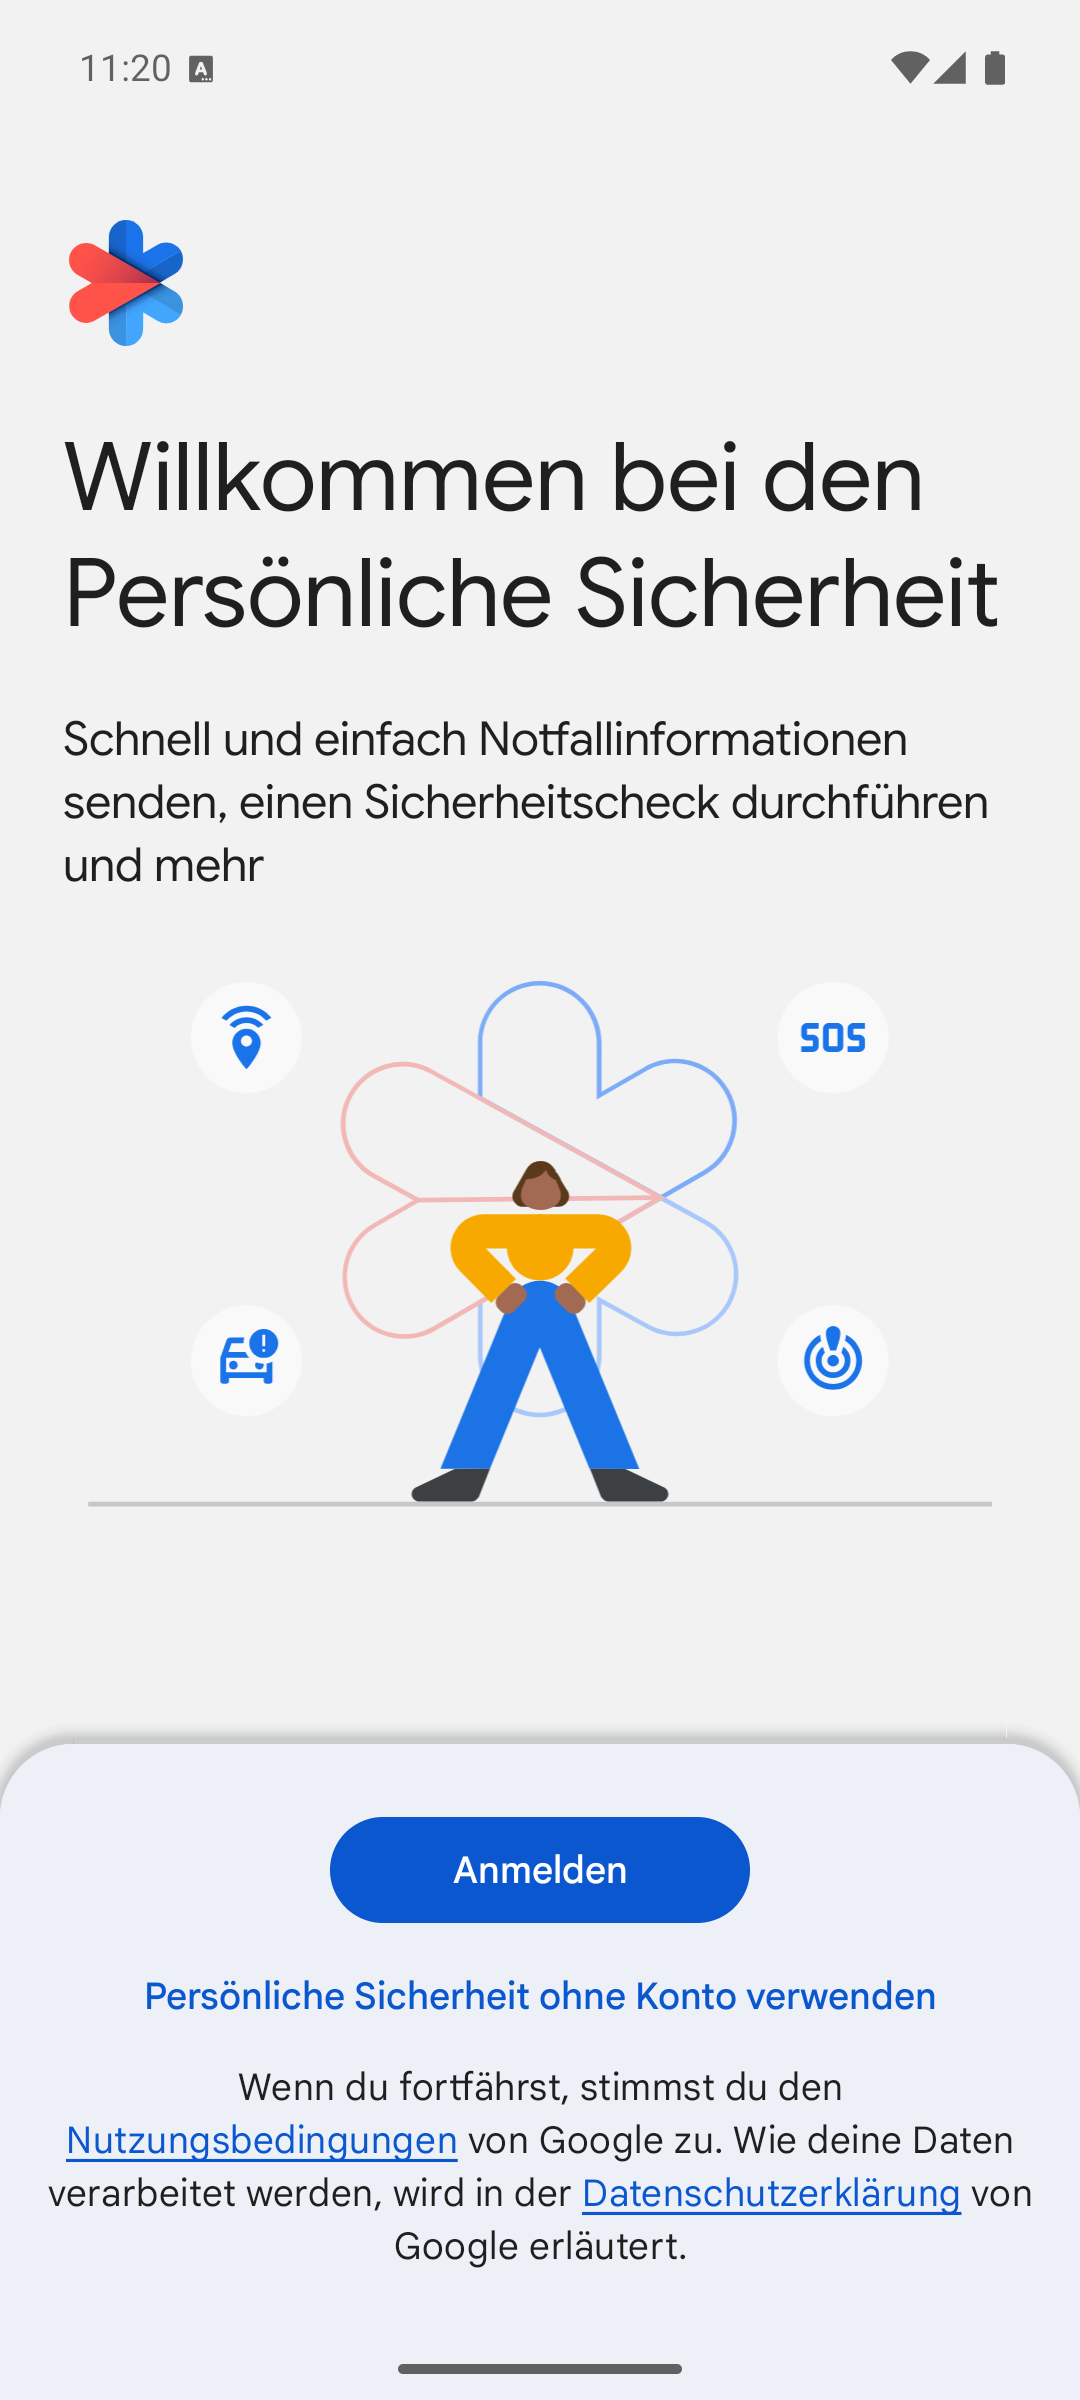 11:20
Willkommen bei den
Persönliche Sicherheit
Schnell und einfach Notfallinformationen
senden, einen Sicherheitscheck durchführen
und mehr
SOS
Anmelden
Persönliche Sicherheit ohne Konto verwenden
Wenn du fortfährst, stimmst du den
Nutzungsbedingungen von Google zu. Wie deine Daten
verarbeitet werden, wird in der Datenschutzerklärung von
Google erläutert.